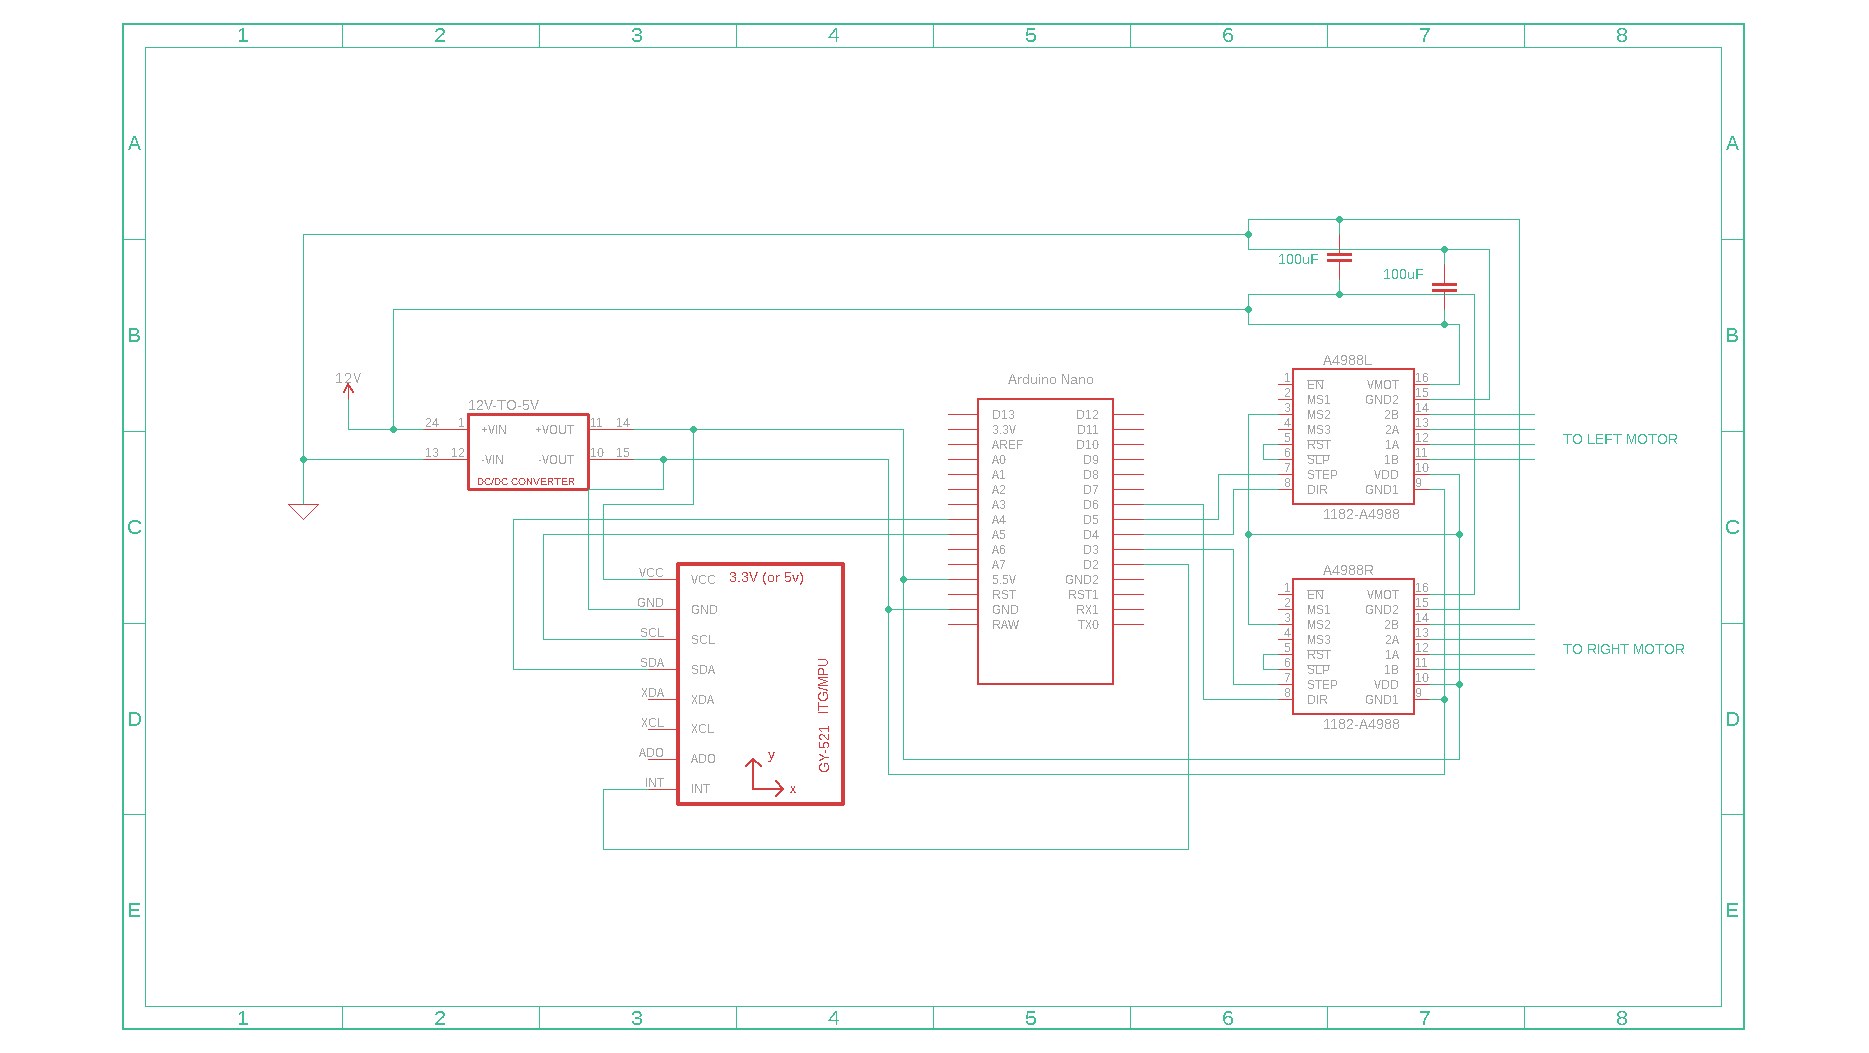 1 2 3 4 5 6 7 8
A A
B B
C C
D D
E E
100uF
100uF
12V
12V-TO-5V
24 1 +VIN +VOUT 11 14
13 12 -VIN -VOUT 10 15
DC/DC CONVERTER
3.3V (or 5v)
VCC VCC
GND GND
SCL SCL
SDA SDA
XDA XDA
XCL XCL
ADO ADO
INT INT
GY-521 ITG/MPU
y
x
Arduino Nano
D13 D12
3.3V D11
AREF D10
A0 D9
A1 D8
A2 D7
A3 D6
A4 D5
A5 D4
A6 D3
A7 D2
5.5V GND2
RST RST1
GND RX1
RAW TX0
A4988L
1 EN VMOT 16
2 MS1 GND2 15
3 MS2 2B 14
4 MS3 2A 13
5 RST 1A 12
6 SLP 1B 11
7 STEP VDD 10
8 DIR GND1 9
1182-A4988
TO LEFT MOTOR
A4988R
1 EN VMOT 16
2 MS1 GND2 15
3 MS2 2B 14
4 MS3 2A 13
5 RST 1A 12
6 SLP 1B 11
7 STEP VDD 10
8 DIR GND1 9
1182-A4988
TO RIGHT MOTOR
1 2 3 4 5 6 7 8